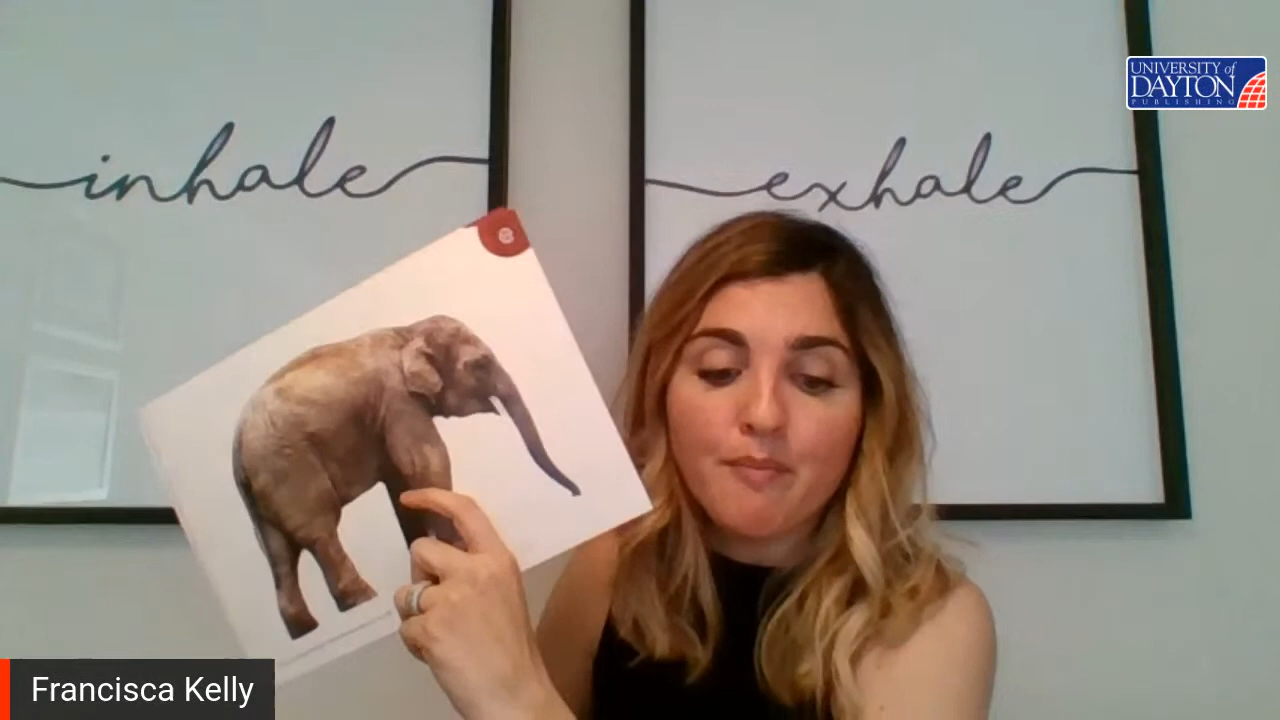 inhale
exhale
UNIVERSITY of
DAYTON
PUBLISHING
Francisca Kelly